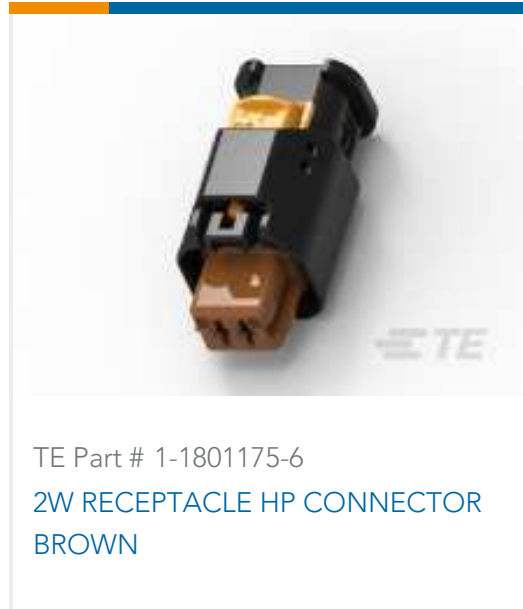 TE
TE Part # 1-1801175-6
2W RECEPTACLE HP CONNECTOR
BROWN